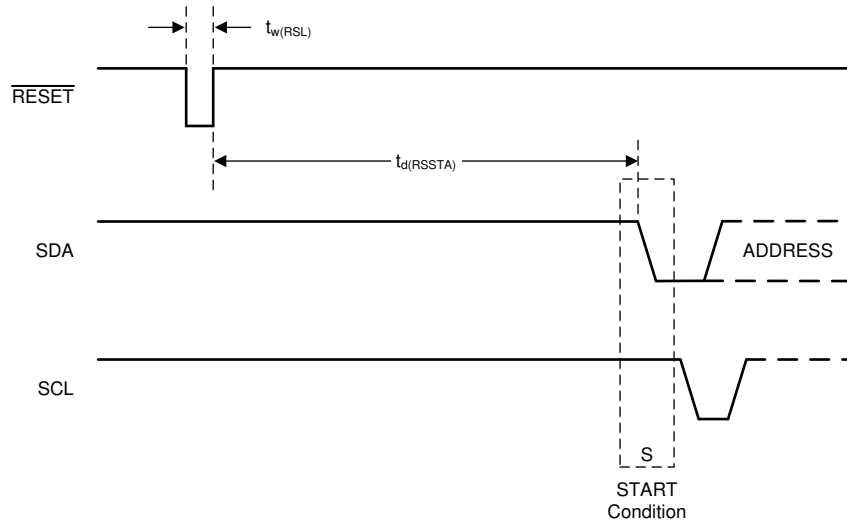 tw(RSL)
RESET
td(RSSTA)
SDA
ADDRESS
SCL
S
START
Condition